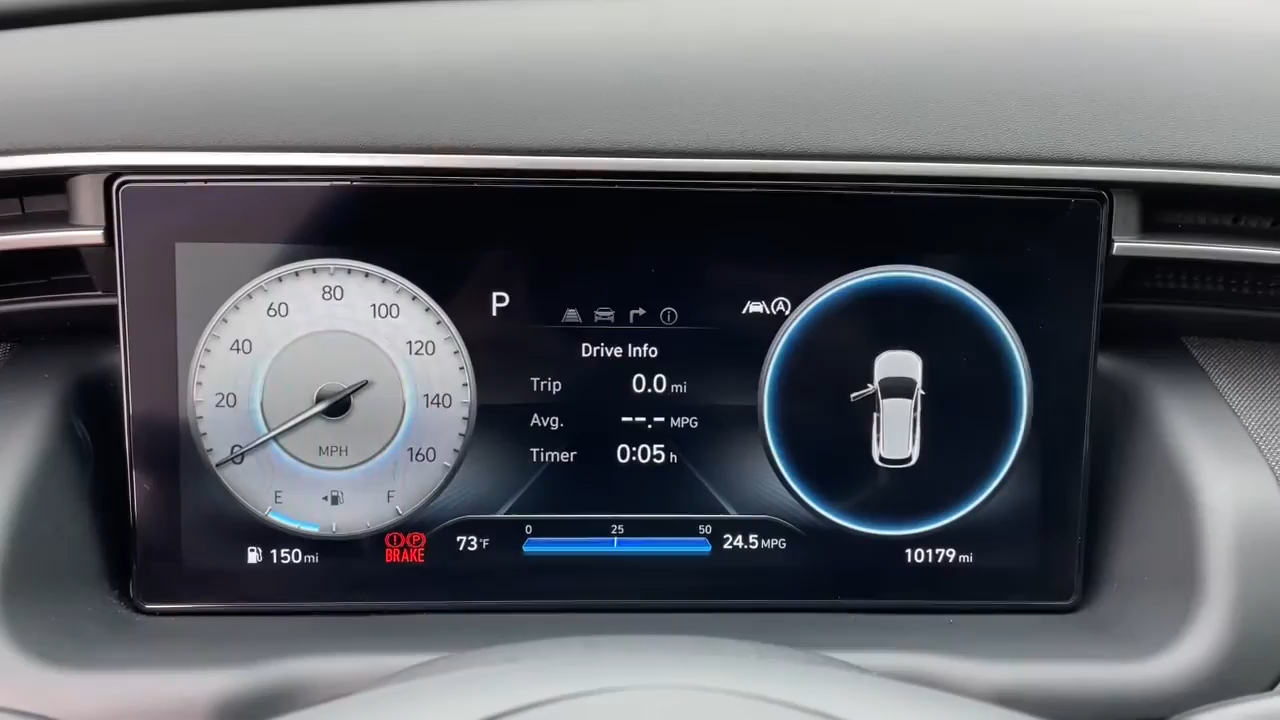 0
20
40
60
80
100
120
140
160
MPH
E F
150 mi
BRAKE
P
Drive Info
Trip 0.0 mi
Avg. --.- MPG
Timer 0:05 h
73°F
0 25 50
24.5 MPG
A
10179 mi